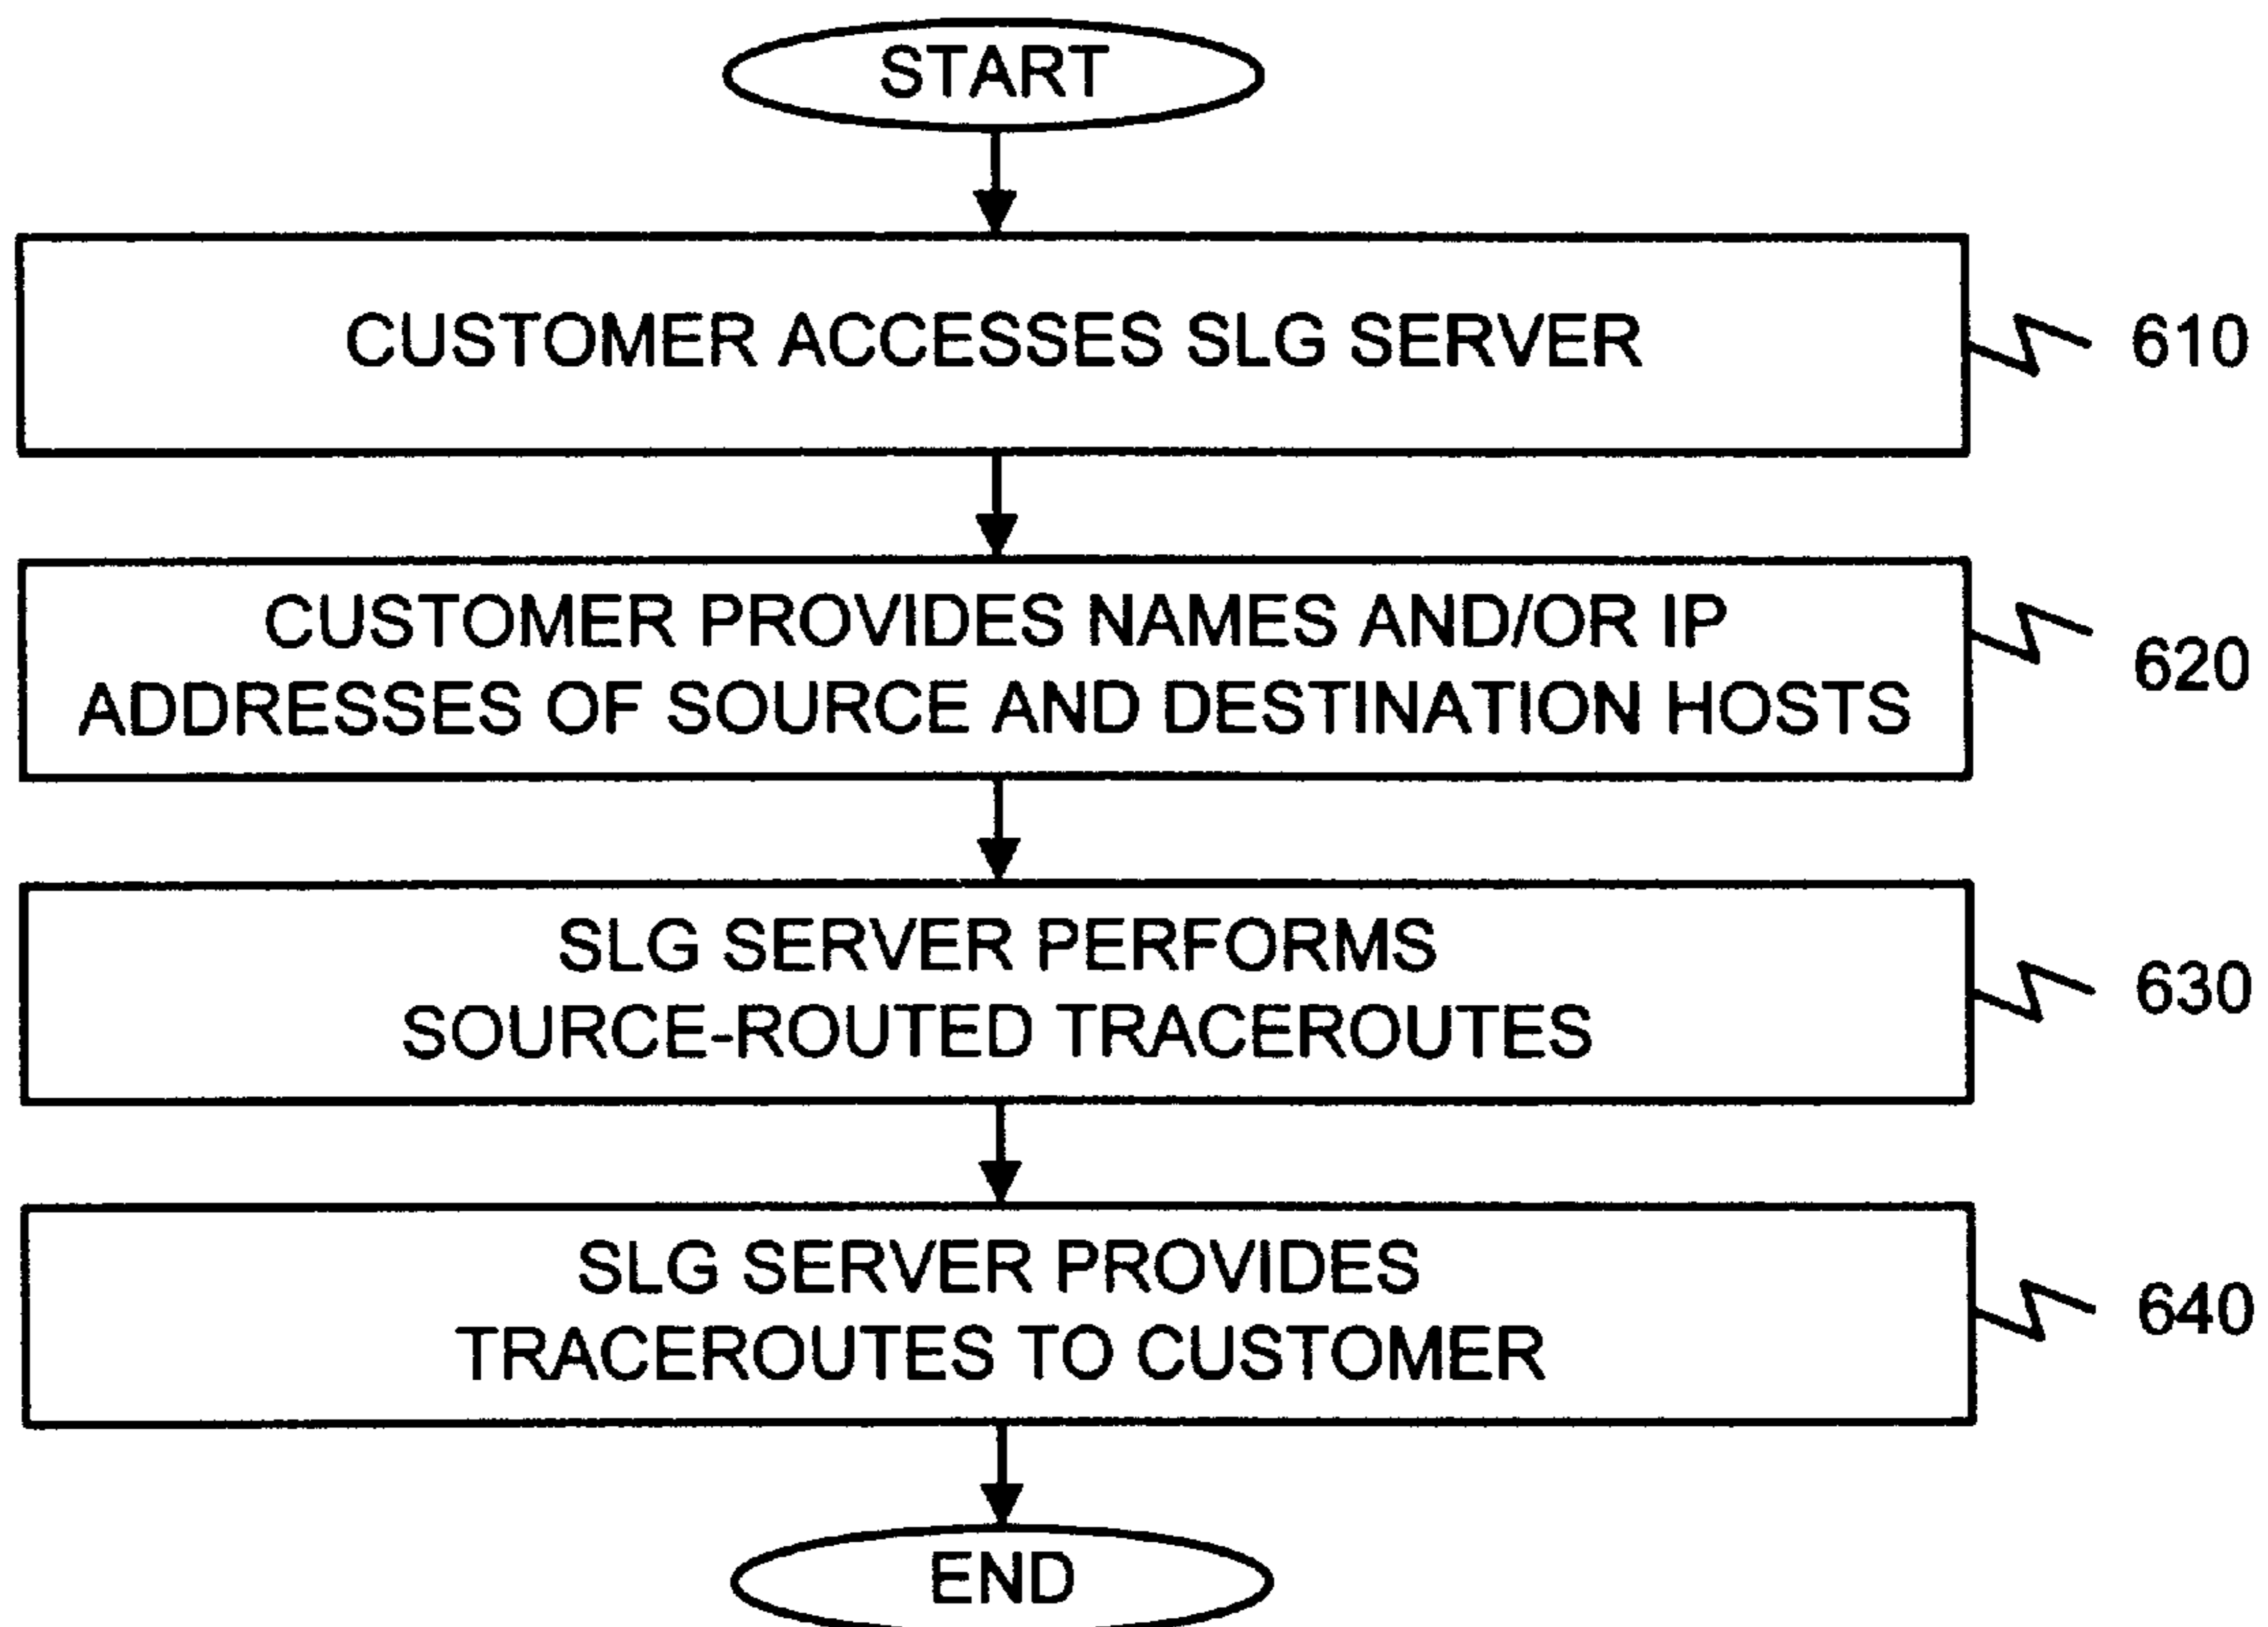 START
CUSTOMER ACCESSES SLG SERVER
610
CUSTOMER PROVIDES NAMES AND/OR IP
ADDRESSES OF SOURCE AND DESTINATION HOSTS
620
SLG SERVER PERFORMS
SOURCE-ROUTED TRACEROUTES
630
SLG SERVER PROVIDES
TRACEROUTES TO CUSTOMER
640
END